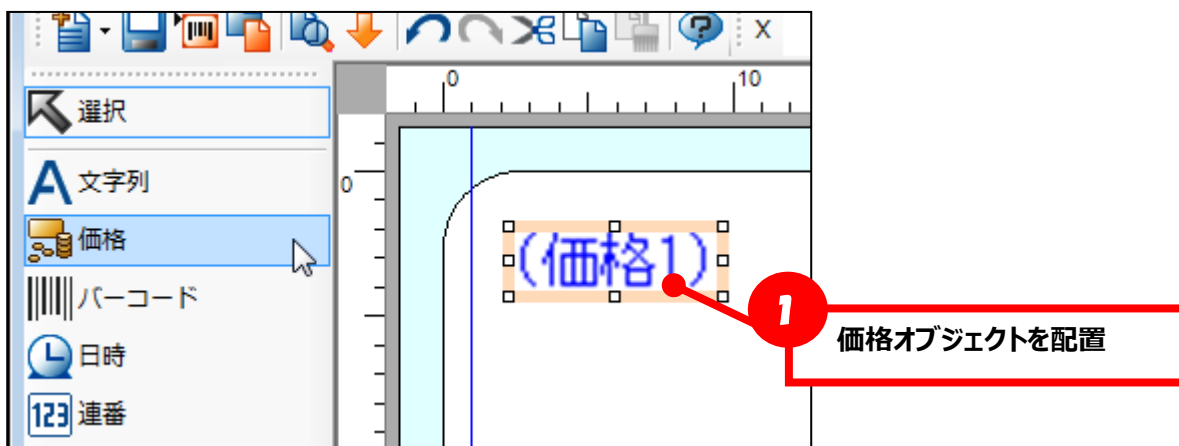 X
0
10
選択
文字列
価格
バーコード
日時
123 連番
0
(価格1)
1
価格オブジェクトを配置